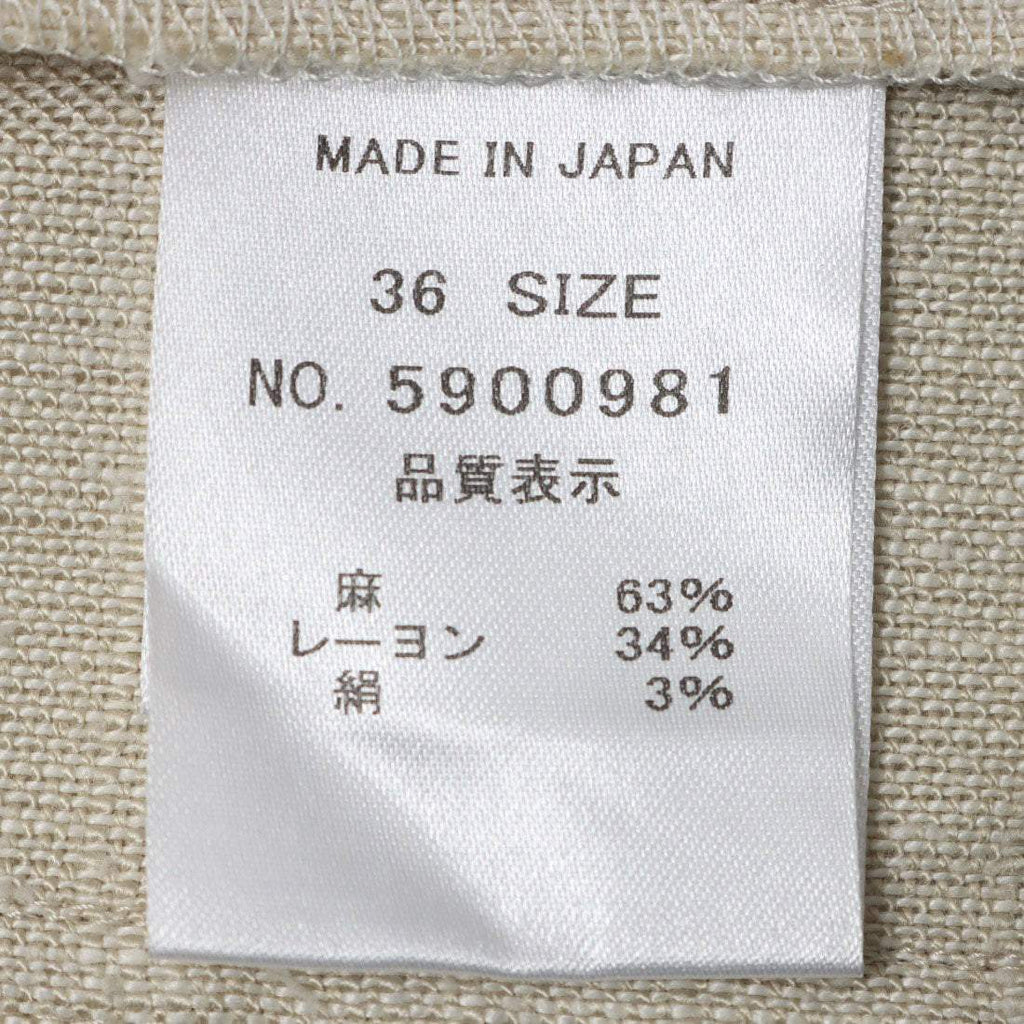 MADE IN JAPAN
36 SIZE
NO. 5900981
品質表示
麻 63%
レーヨン 34%
絹 3%